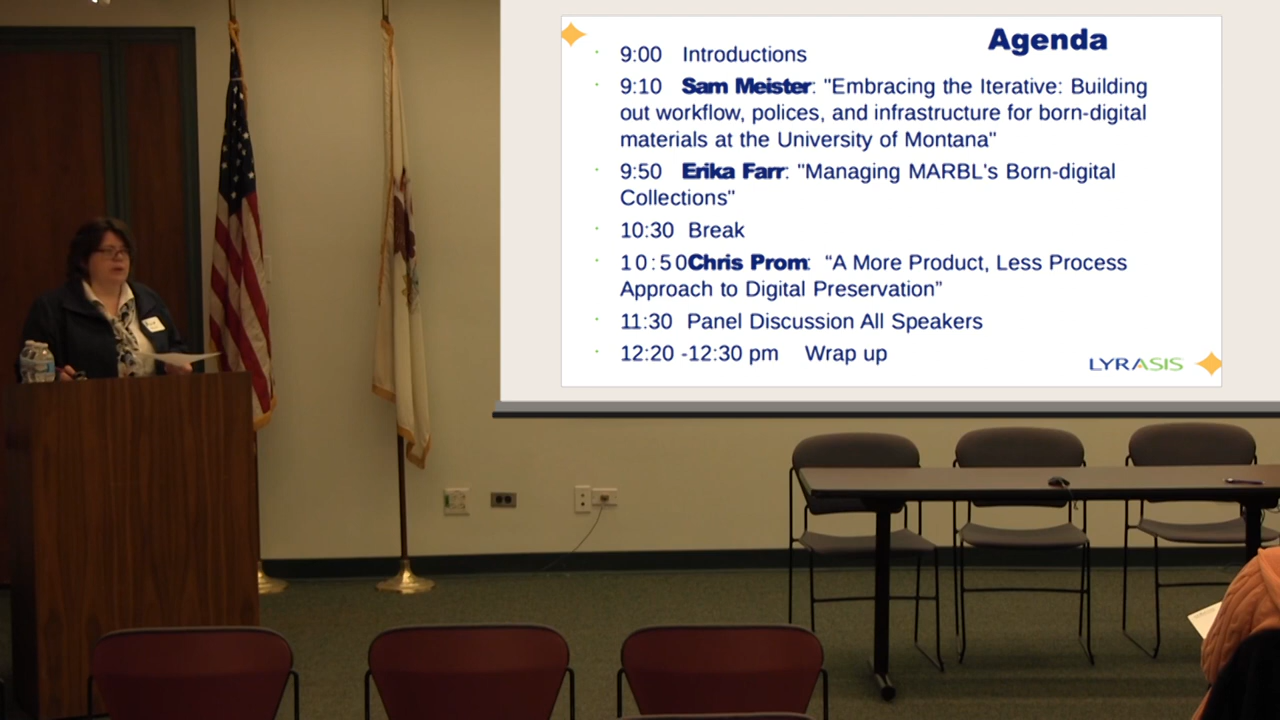 Agenda
9:00 Introductions
9:10 Sam Meister: "Embracing the Iterative: Building
out workflow, polices, and infrastructure for born-digital
materials at the University of Montana"
9:50 Erika Farr: "Managing MARBL's Born-digital
Collections"
10:30 Break
10:50Chris Prom: “A More Product, Less Process
Approach to Digital Preservation”
11:30 Panel Discussion All Speakers
12:20 -12:30 pm Wrap up
LYRASIS